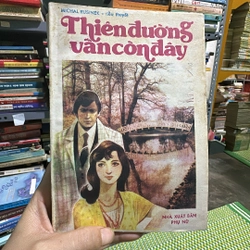 Thiên đường
vẫn còn đây
NHÀ XUẤT BẢN
PHỤ NỮ